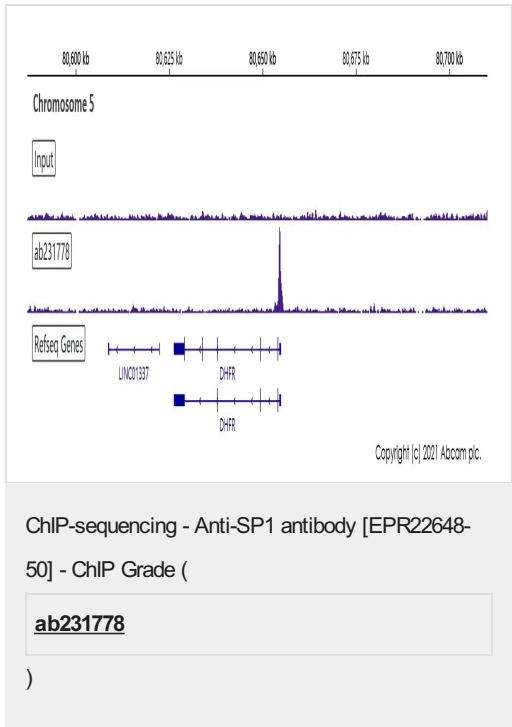 80,600 kb 80,625 kb 80,650 kb 80,675 kb 80,700 kb
Chromosome 5
Input
ab231778
Refseq Genes
LINC01337 DHFR
DHFR
Copyright (c) 2021 Abcam plc.
ChIP-sequencing - Anti-SP1 antibody [EPR22648-
50] - ChIP Grade (
ab231778
)